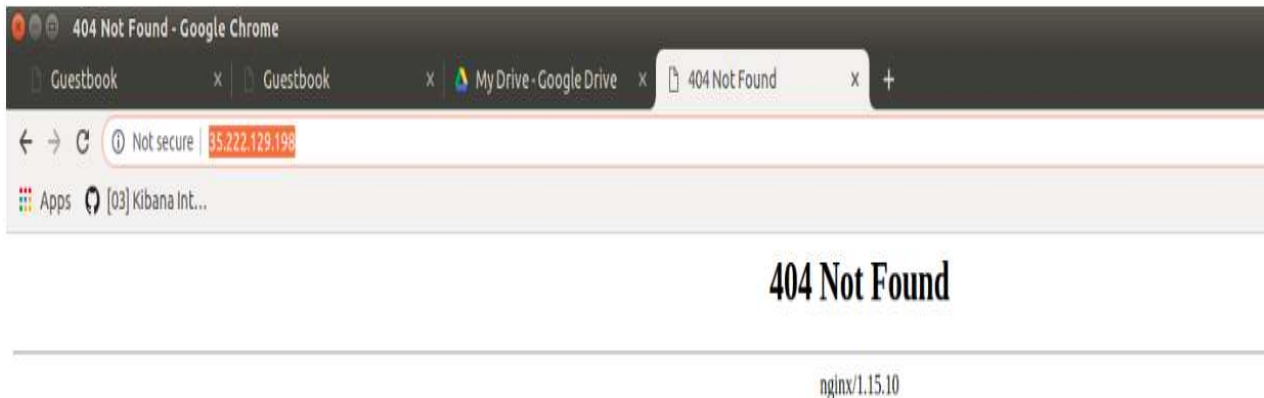 404 Not Found - Google Chrome
Guestbook
Guestbook
My Drive - Google Drive
404 Not Found
Not secure | 35.222.129.198
Apps [03] Kibana Int...
404 Not Found
nginx/1.15.10